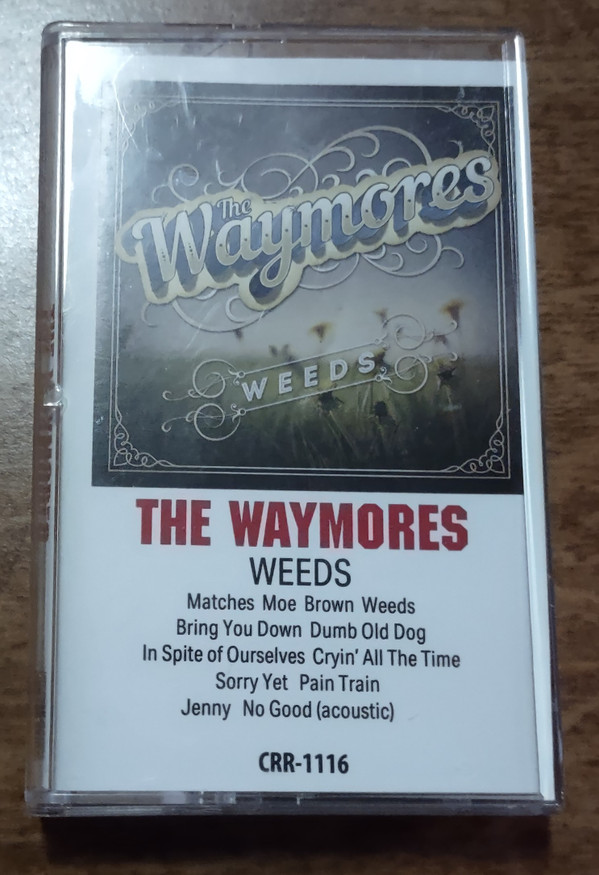 The
Waymores
WEEDS
THE WAYMORES
WEEDS
Matches Moe Brown Weeds
Bring You Down Dumb Old Dog
In Spite of Ourselves Cryin' All The Time
Sorry Yet Pain Train
Jenny No Good (acoustic)
CRR-1116